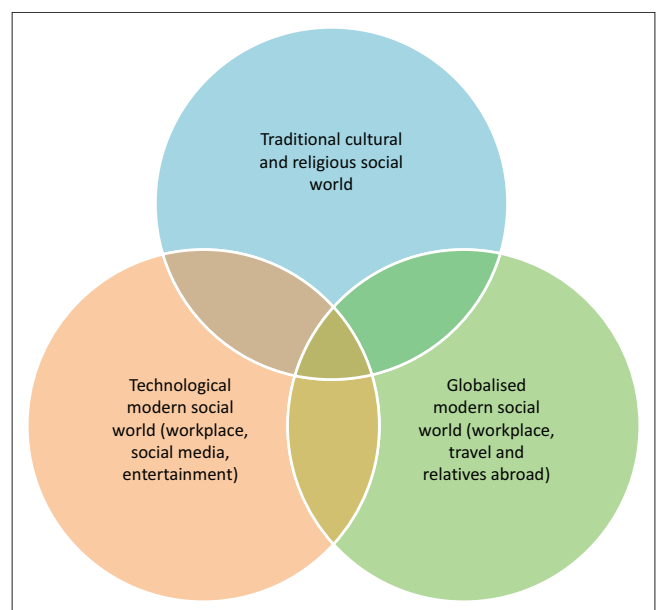 Traditional cultural
and religious social
world
Technological
modern social
world (workplace,
social media,
entertainment)
Globalised
modern social
world (workplace,
travel and
relatives abroad)